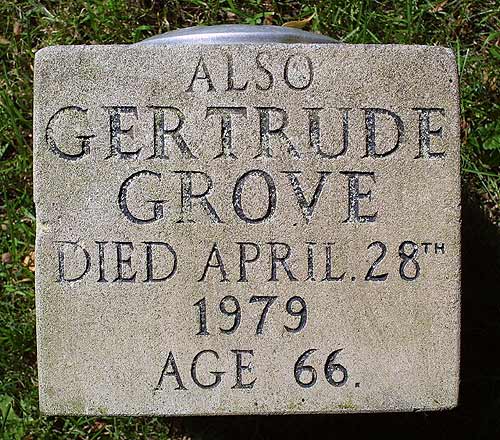 ALSO
GERTRUDE
GROVE
DIED APRIL. 28TH
1979
AGE 66.